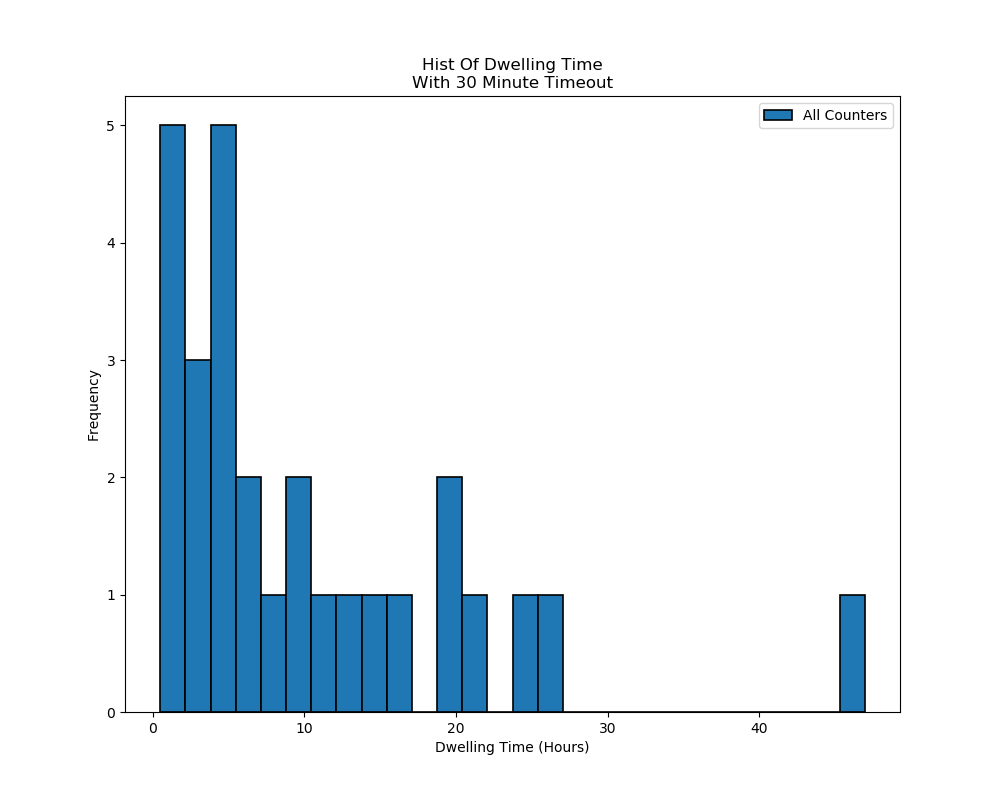 Hist Of Dwelling Time
With 30 Minute Timeout
All Counters
5
4
3
2
1
0
Frequency
0 10 20 30 40
Dwelling Time (Hours)